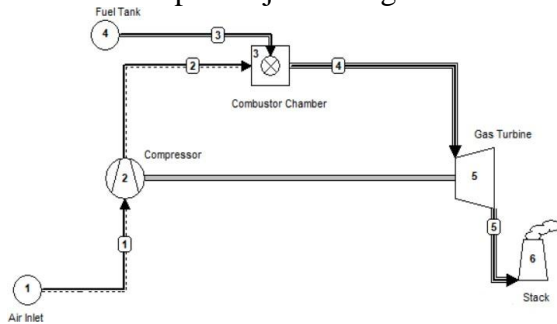 Fuel Tank
4
3
2
3
4
Combustor Chamber
Gas Turbine
Compressor
2
5
1
5
6
1
Stack
Air Inlet